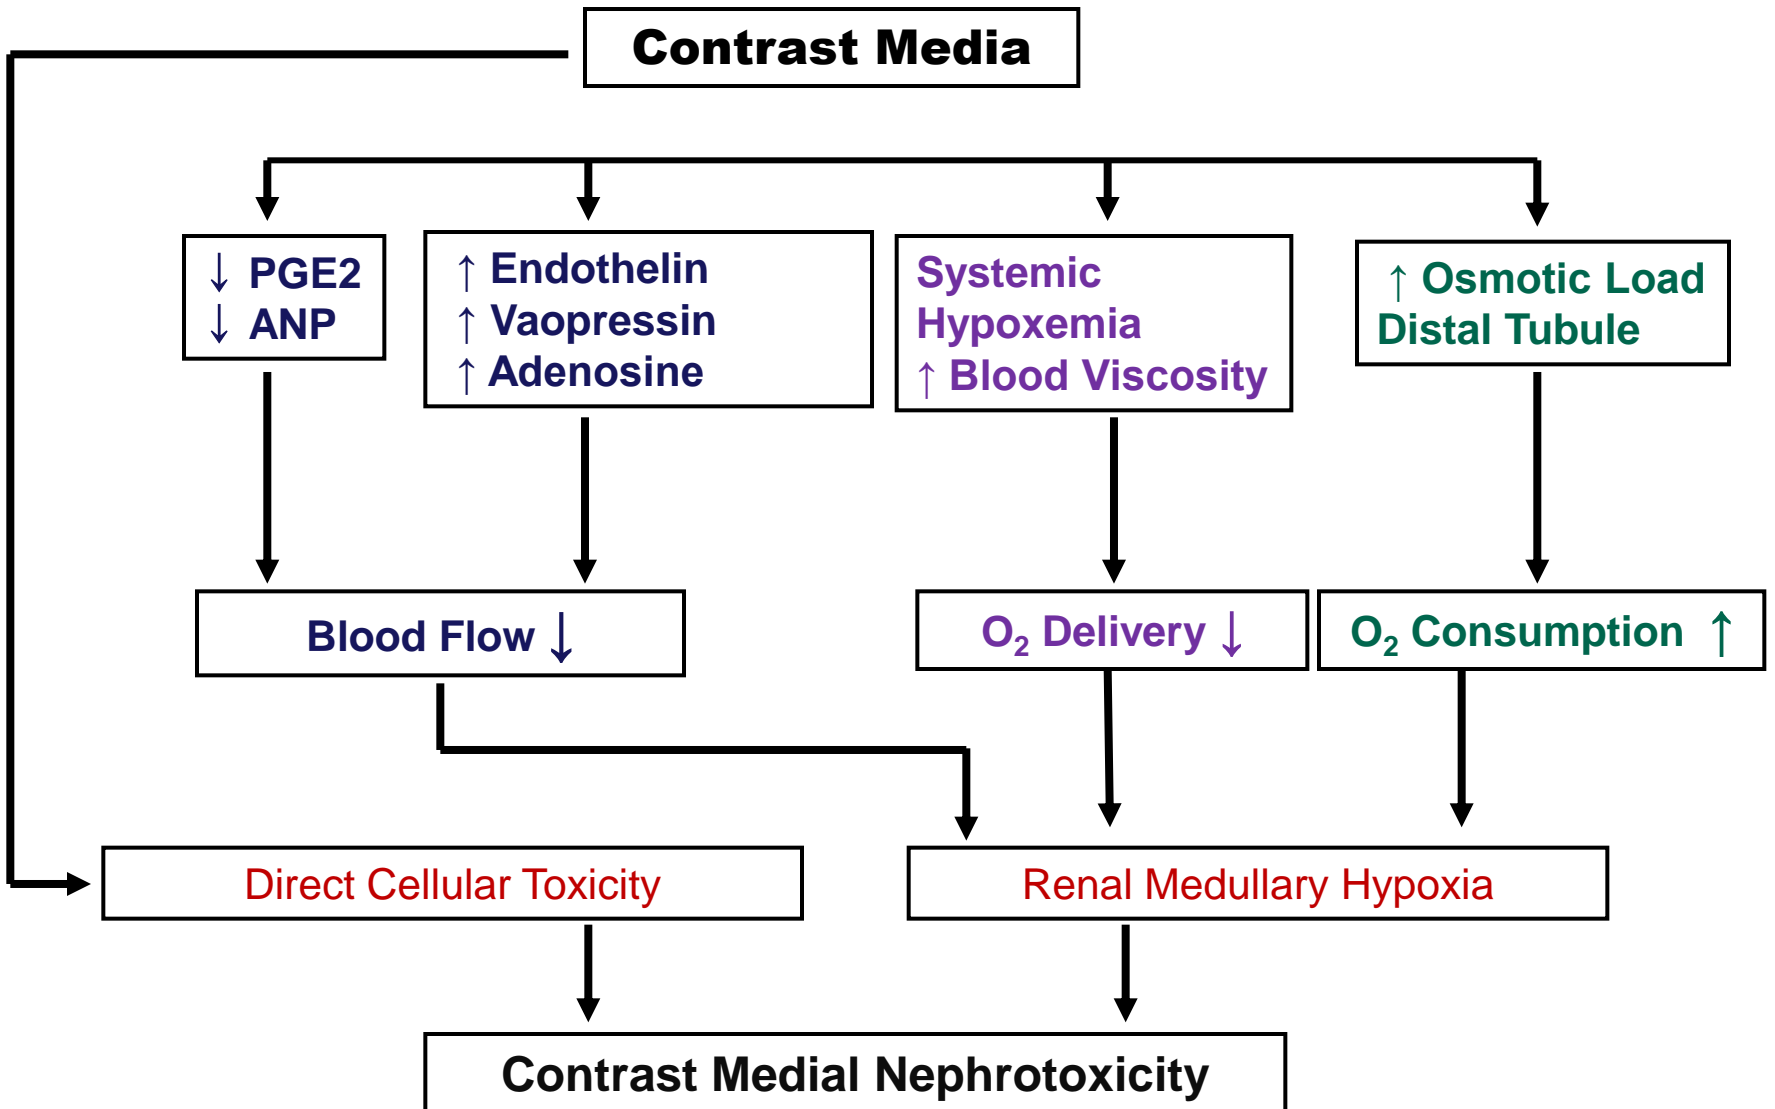 Contrast Media
↓ PGE2
↓ ANP
↑ Endothelin
↑ Vaopressin
↑ Adenosine
Systemic
Hypoxemia
↑ Blood Viscosity
↑ Osmotic Load
Distal Tubule
Blood Flow ↓
O₂ Delivery ↓
O₂ Consumption ↑
Direct Cellular Toxicity
Renal Medullary Hypoxia
Contrast Medial Nephrotoxicity